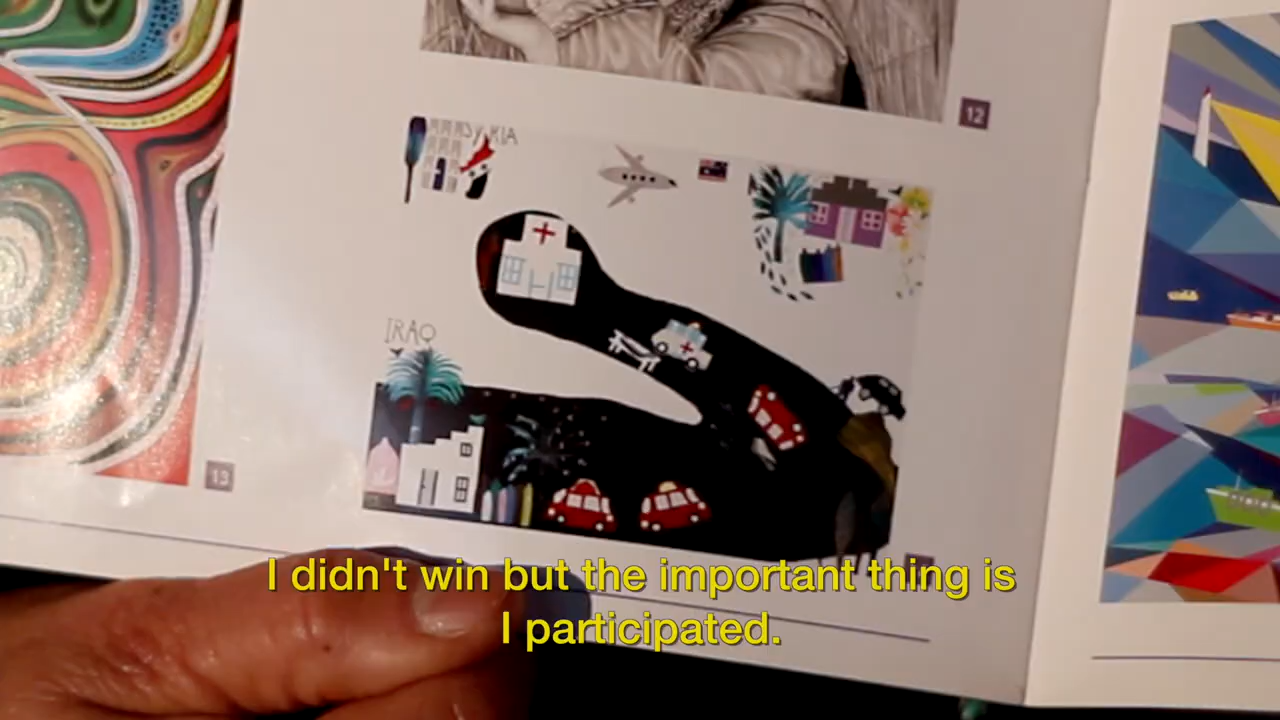 12
SYRIA
IRAQ
13
I didn't win but the important thing is
I participated.